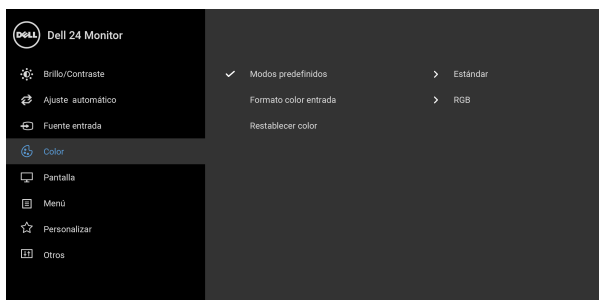 DELL Dell 24 Monitor
Brillo/Contraste
Modos predefinidos
Estándar
Ajuste automático
Formato color entrada
RGB
Fuente entrada
Restablecer color
Color
Pantalla
Menú
Personalizar
Otros